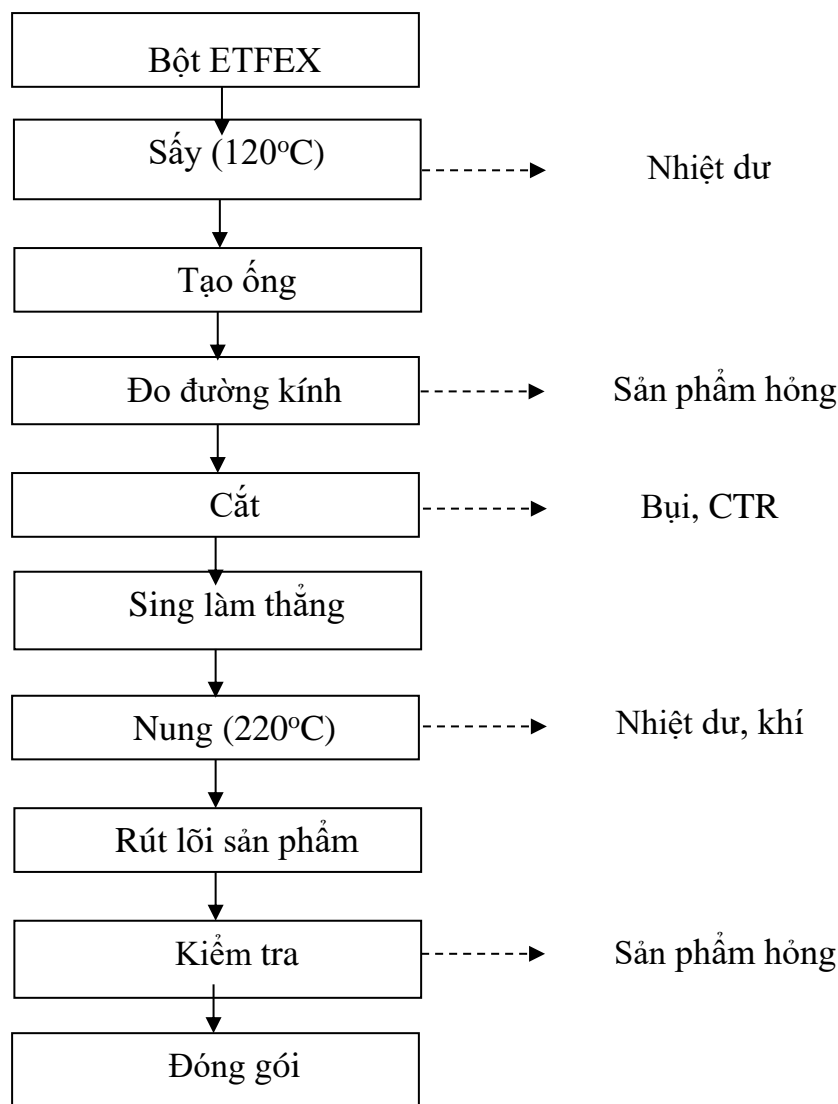 Bột ETFEX
Sấy (120°C)
Nhiệt dư
Tạo ống
Đo đường kính
Sản phẩm hỏng
Cắt
Bụi, CTR
Sing làm thẳng
Nung (220°C)
Nhiệt dư, khí
Rút lõi sản phẩm
Kiểm tra
Sản phẩm hỏng
Đóng gói